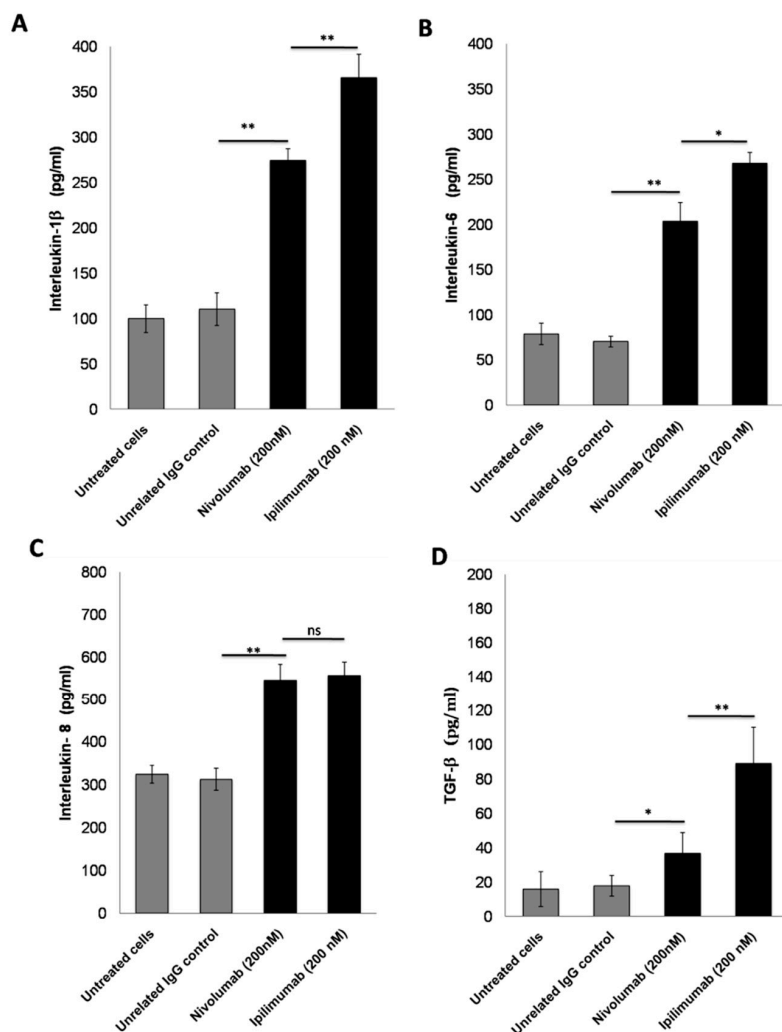 A
Interleukin-1β (pg/ml)
400
350
300
250
200
150
100
50
0
**
**
Untreated cells
Unrelated IgG control
Nivolumab (200nM)
Ipilimumab (200 nM)
B
Interleukin-6 (pg/ml)
400
350
300
250
200
150
100
50
0
**
*
Untreated cells
Unrelated IgG control
Nivolumab (200nM)
Ipilimumab (200 nM)
C
Interleukin- 8 (pg/ml)
800
700
600
500
400
300
200
100
0
**
ns
Untreated cells
Unrelated IgG control
Nivolumab (200nM)
Ipilimumab (200 nM)
D
TGF-β (pg/ml)
200
180
160
140
120
100
80
60
40
20
0
*
**
Untreated cells
Unrelated IgG control
Nivolumab (200nM)
Ipilimumab (200 nM)